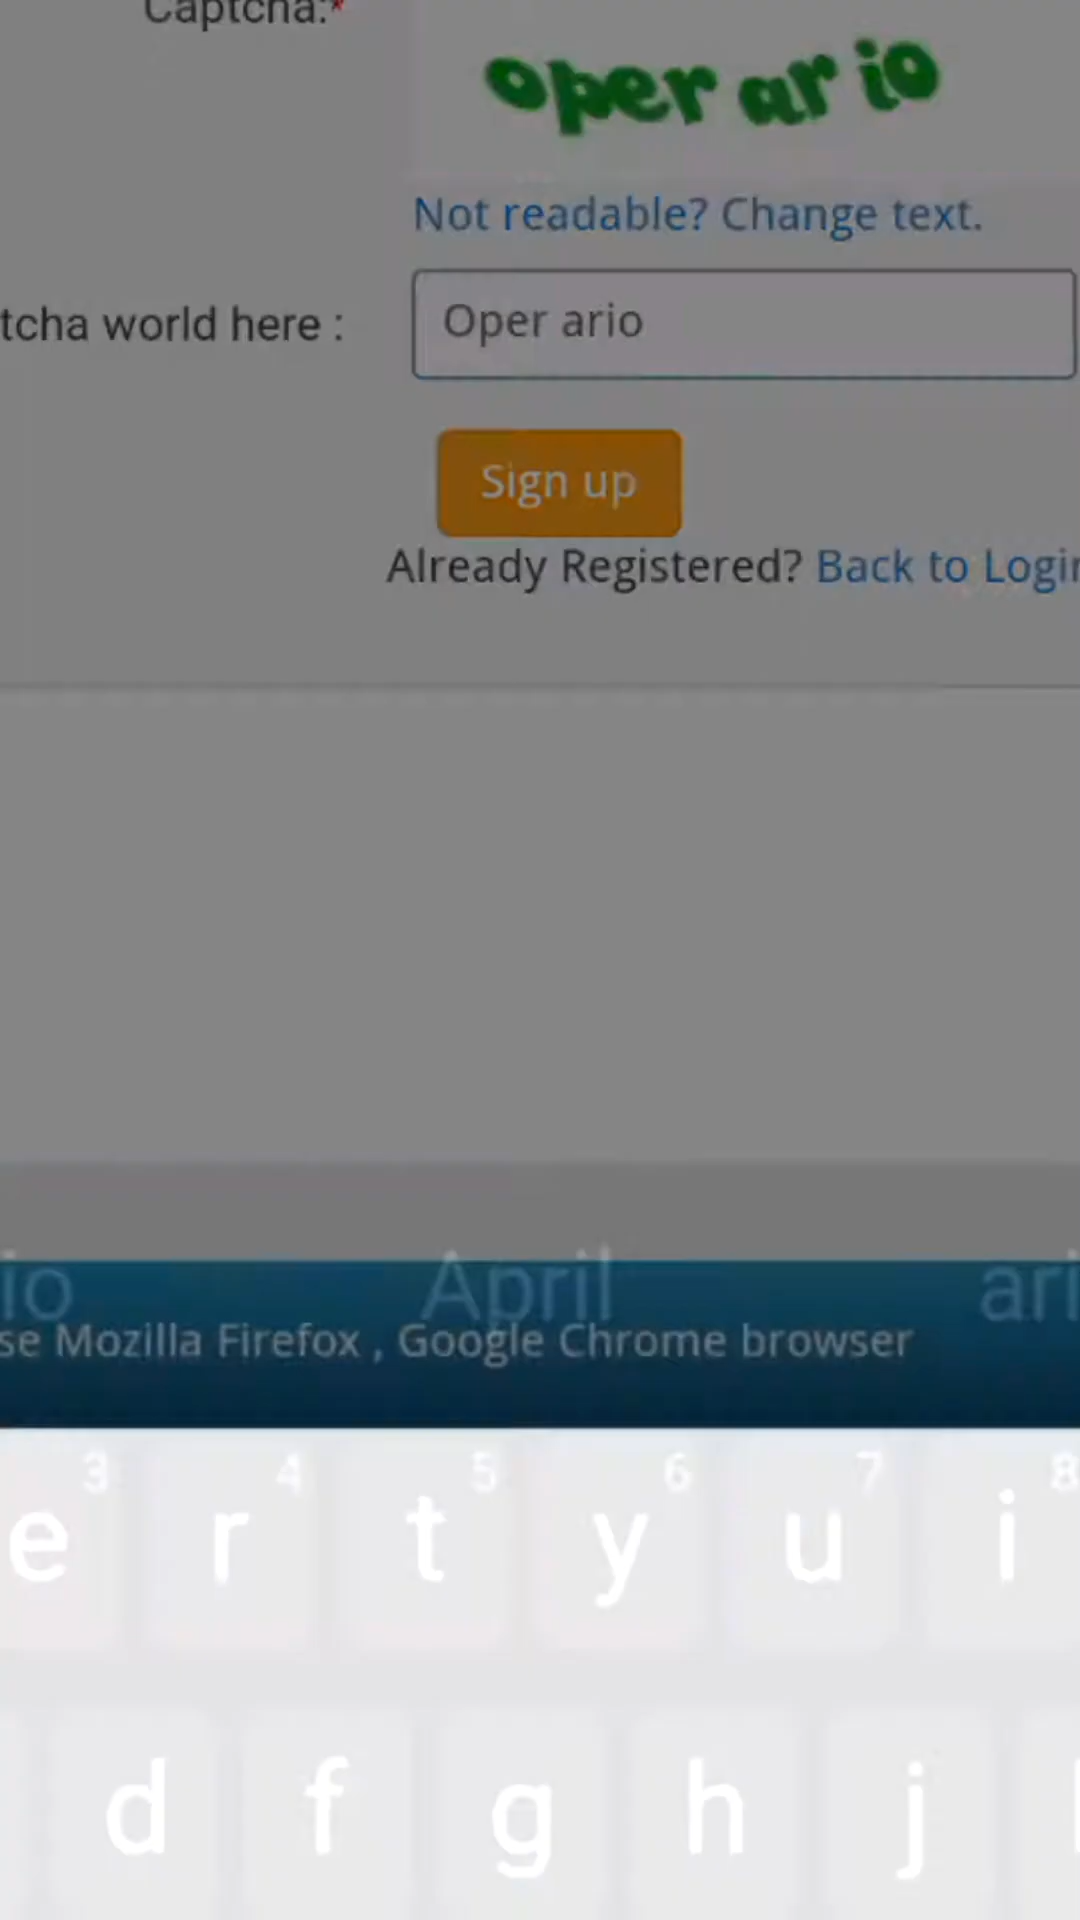 Captcha:*
oper ar io
Not readable? Change text.
tcha world here :
Oper ario
Sign up
Already Registered? Back to Login
io April ari
se Mozilla Firefox , Google Chrome browser
3 4 5 6 7 8
e r t y u i
d f g h j